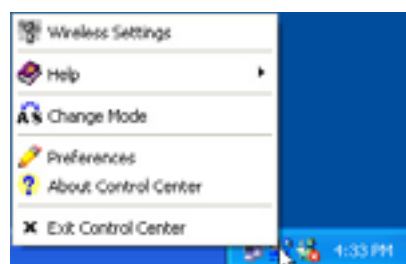 Wireless Settings
Help
Change Mode
Preferences
About Control Center
Exit Control Center
4:33 PM